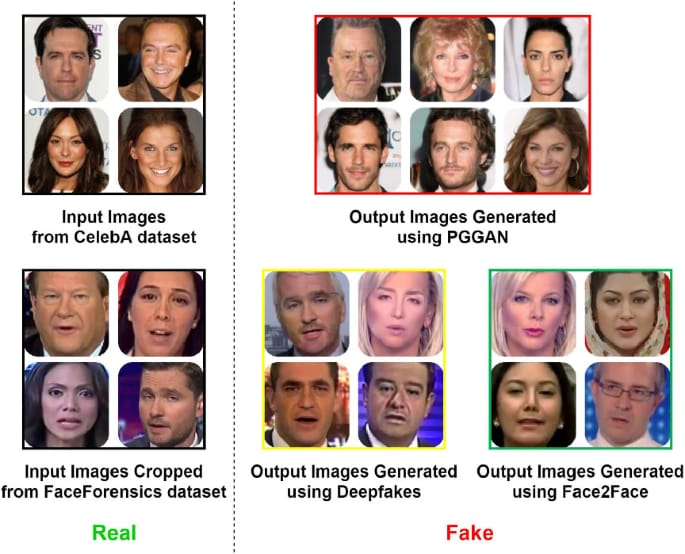 Input Images
from CelebA dataset
Output Images Generated
using PGGAN
Input Images Cropped
from FaceForensics dataset
Output Images Generated
using Deepfakes
Output Images Generated
using Face2Face
Real
Fake